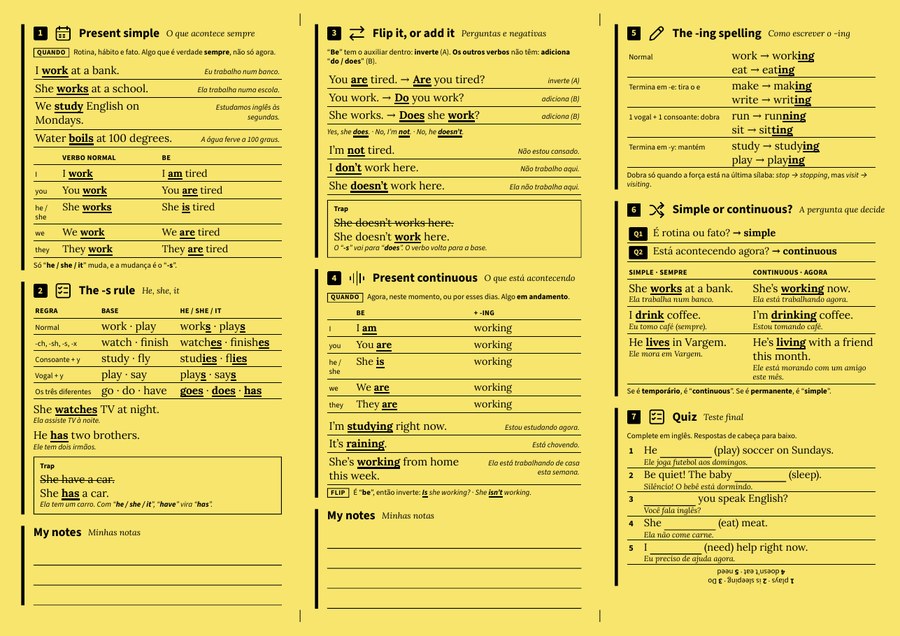 1 Present simple O que acontece sempre
QUANDO Rotina, hábito e fato. Algo que é verdade sempre, não só agora.
I work at a bank. Eu trabalho num banco.
She works at a school. Ela trabalha numa escola.
We study English on Mondays. Estudamos inglês às segundas.
Water boils at 100 degrees. A água ferve a 100 graus.
VERBO NORMAL BE
I I work I am tired
you You work You are tired
he / she She works She is tired
we We work We are tired
they They work They are tired
Só “he / she / it” muda, e a mudança é o “-s”.
2 The -s rule He, she, it
REGRA BASE HE / SHE / IT
Normal work · play works · plays
-ch, -sh, -s, -x watch · finish watches · finishes
Consoante + y study · fly studies · flies
Vogal + y play · say plays · says
Os três diferentes go · do · have goes · does · has
She watches TV at night.
Ela assiste TV à noite.
He has two brothers.
Ele tem dois irmãos.
Trap
She have a car.
She has a car.
Ela tem um carro. Com “he / she / it”, “have” vira “has”.
My notes Minhas notas
3 Flip it, or add it Perguntas e negativas
“Be” tem o auxiliar dentro: inverte (A). Os outros verbos não têm: adiciona
“do / does” (B).
You are tired. → Are you tired? inverte (A)
You work. → Do you work? adiciona (B)
She works. → Does she work? adiciona (B)
Yes, she does. · No, I’m not. · No, he doesn’t.
I’m not tired. Não estou cansado.
I don’t work here. Não trabalho aqui.
She doesn’t work here. Ela não trabalha aqui.
Trap
She doesn’t works here.
She doesn’t work here.
O “-s” vai para “does”. O verbo volta para a base.
4 Present continuous O que está acontecendo
QUANDO Agora, neste momento, ou por esses dias. Algo em andamento.
BE + -ING
I I am working
you You are working
he / she She is working
we We are working
they They are working
I’m studying right now. Estou estudando agora.
It’s raining. Está chovendo.
She’s working from home this week. Ela está trabalhando de casa esta semana.
FLIP É “be”, então inverte: Is she working? · She isn’t working.
My notes Minhas notas
5 The -ing spelling Como escrever o -ing
Normal work → working
eat → eating
Termina em -e: tira o e make → making
write → writing
1 vogal + 1 consoante: dobra run → running
sit → sitting
Termina em -y: mantém study → studying
play → playing
Dobra só quando a força está na última sílaba: stop → stopping, mas visit →
visiting.
6 Simple or continuous? A pergunta que decide
Q1 É rotina ou fato? → simple
Q2 Está acontecendo agora? → continuous
SIMPLE · SEMPRE CONTINUOUS · AGORA
She works at a bank. She’s working now.
Ela trabalha num banco. Ela está trabalhando agora.
I drink coffee. I’m drinking coffee.
Eu tomo café (sempre). Estou tomando café.
He lives in Vargem. He’s living with a friend this month.
Ele mora em Vargem. Ele está morando com um amigo este mês.
Se é temporário, é “continuous”. Se é permanente, é “simple”.
7 Quiz Teste final
Complete em inglês. Respostas de cabeça para baixo.
1 He ________ (play) soccer on Sundays.
Ele joga futebol aos domingos.
2 Be quiet! The baby ________ (sleep).
Silêncio! O bebê está dormindo.
3 ________ you speak English?
Você fala inglês?
4 She ________ (eat) meat.
Ela não come carne.
5 I ________ (need) help right now.
Eu preciso de ajuda agora.
1 plays · 2 is sleeping · 3 Do
4 doesn’t eat · 5 need